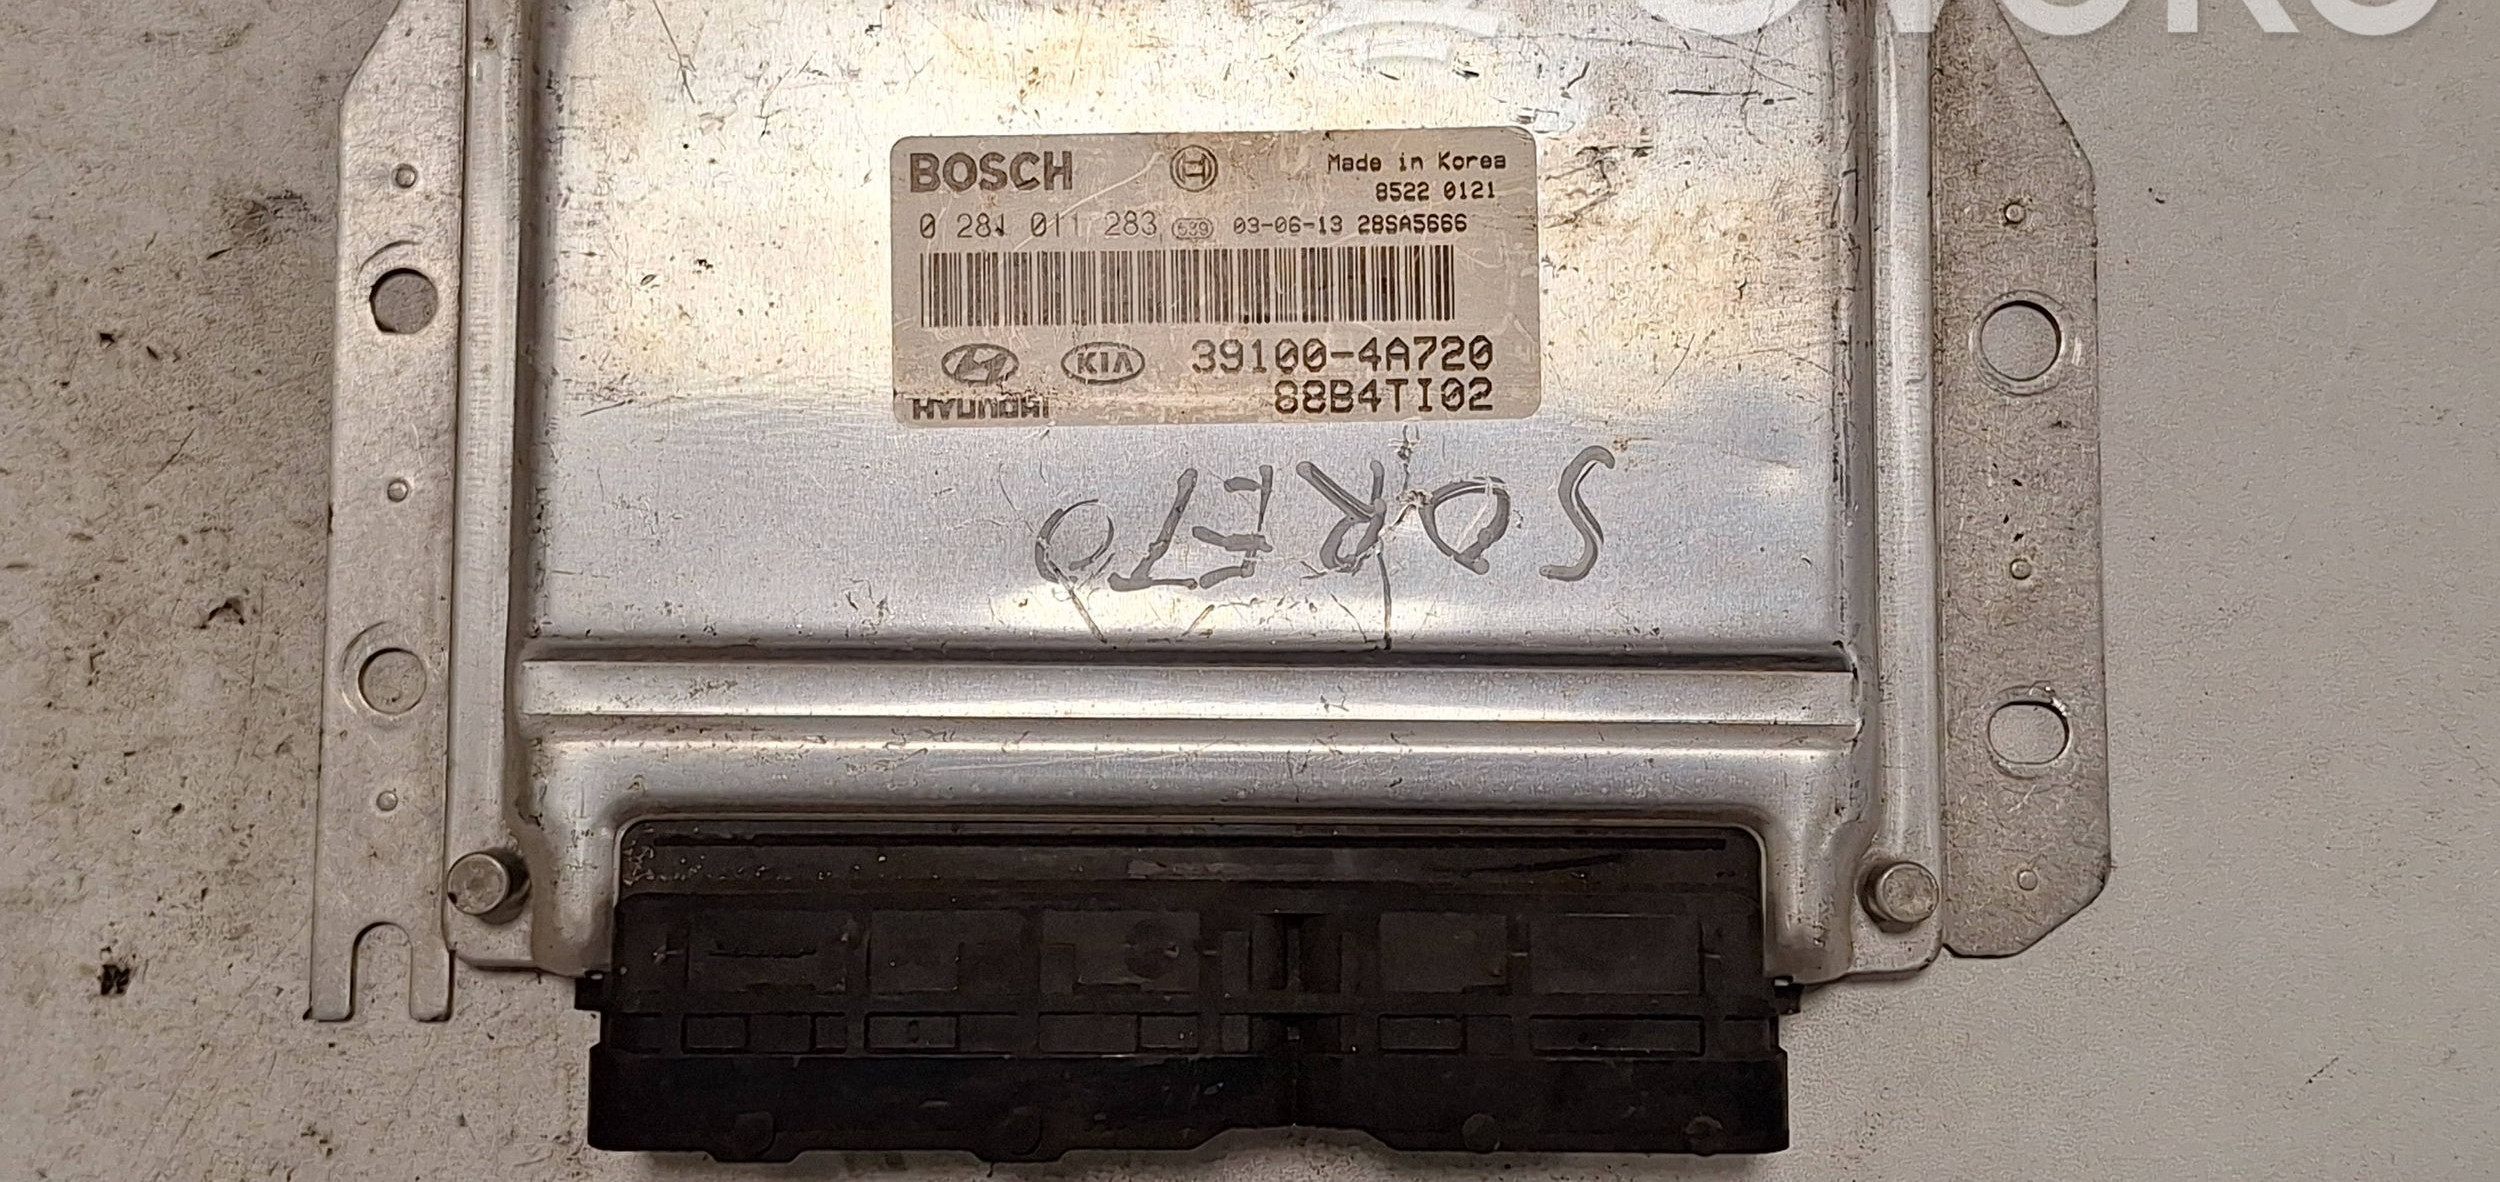 BOSCH
Made in Korea
8522 0121
0 281 011 283 539 03-06-13 28SA5666
KIA 39100-4A720
HYUNDAI 88B4TI02
SORETO